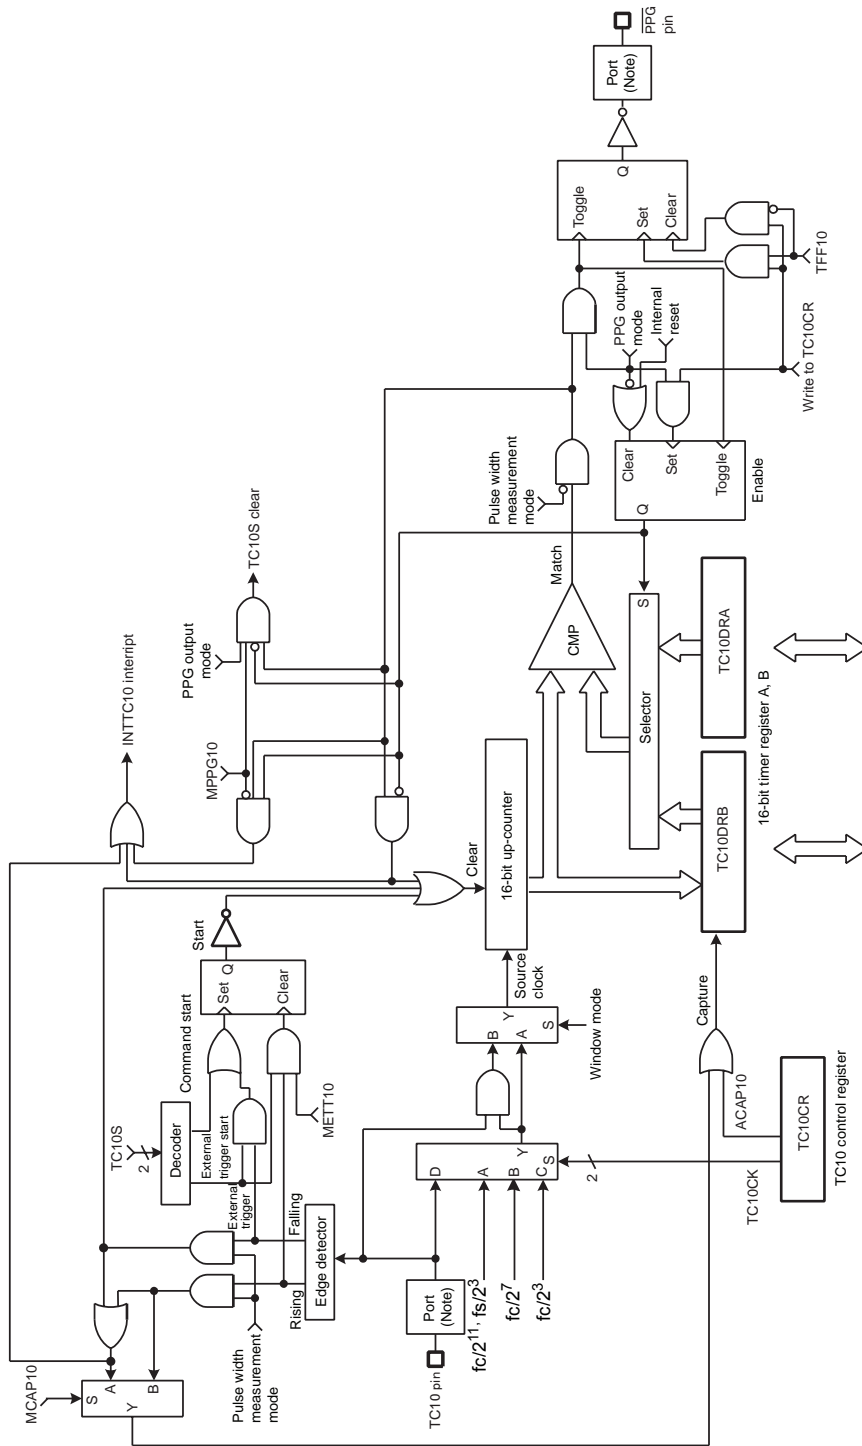 MCAP10
S
A
B
Y
Pulse width
measurement
mode
TC10S
2
Decoder
Command start
External
trigger start
External
trigger
Falling
Rising
Edge detector
METT10
Set
Clear
Q
Start
INTTC10 interript
MPPG10
PPG output
mode
TC10S clear
TC10 pin
Port
(Note)
fc/2¹¹, fs/2³
fc/2⁷
fc/2³
D
A
B
C
S
Y
2
B
A
S
Y
Window mode
Source
clock
Clear
16-bit up-counter
CMP
Match
Pulse width
measurement
mode
TC10CK
ACAP10
TC10CR
TC10 control register
Capture
Selector
S
TC10DRB
TC10DRA
16-bit timer register A, B
Q
Clear
Set
Toggle
Enable
PPG output
mode
Internal
reset
Write to TC10CR
TFF10
Toggle
Set
Clear
Q
Port
(Note)
PPG
pin